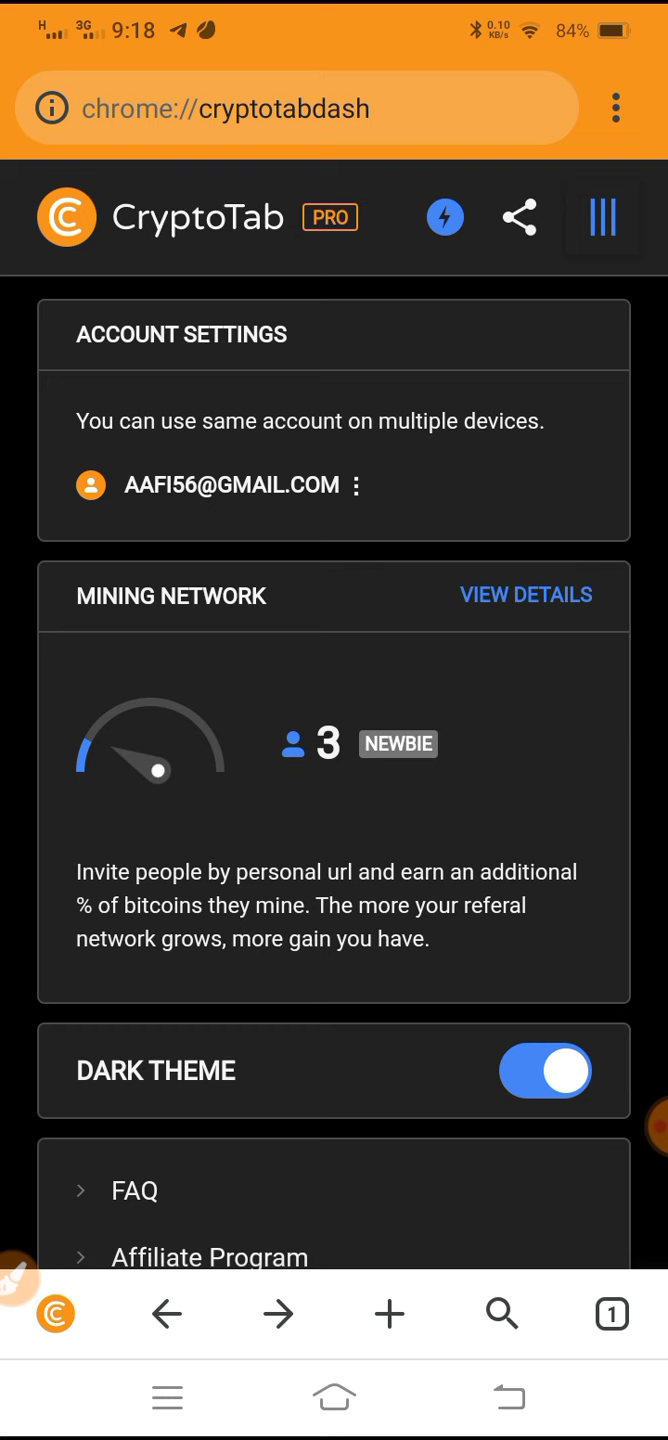 H 3G 9:18 0.10 KB/s 84%
chrome://cryptotabdash
CryptoTab PRO
ACCOUNT SETTINGS
You can use same account on multiple devices.
AAFI56@GMAIL.COM
MINING NETWORK VIEW DETAILS
3 NEWBIE
Invite people by personal url and earn an additional
% of bitcoins they mine. The more your referal
network grows, more gain you have.
DARK THEME
FAQ
Affiliate Program
1